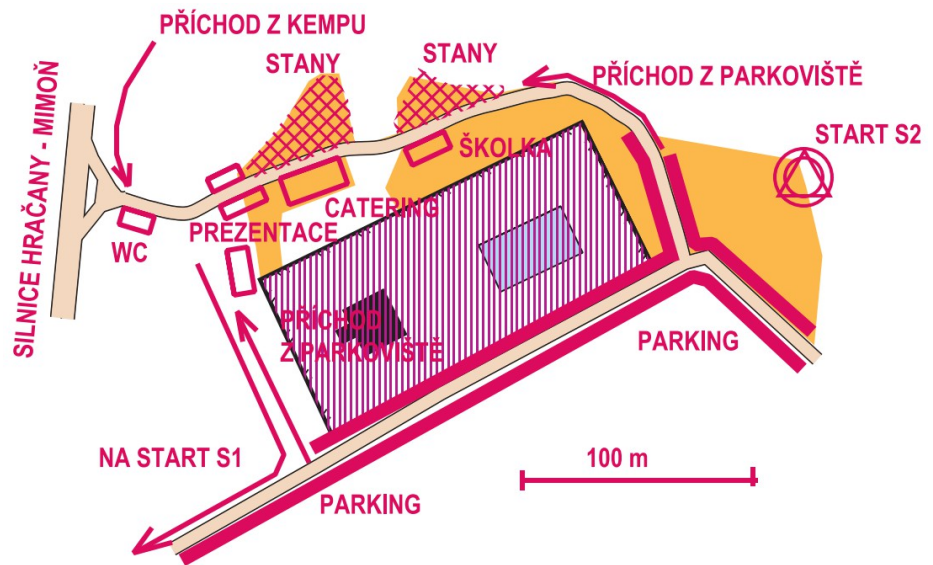 PŘÍCHOD Z KEMPU
STANY
STANY
PŘÍCHOD Z PARKOVIŠTĚ
START S2
SILNICE HRAČANY - MIMOŇ
ŠKOLKA
CATERING
PREZENTACE
WC
PŘÍCHOD
Z PARKOVIŠTĚ
PARKING
NA START S1
100 m
PARKING